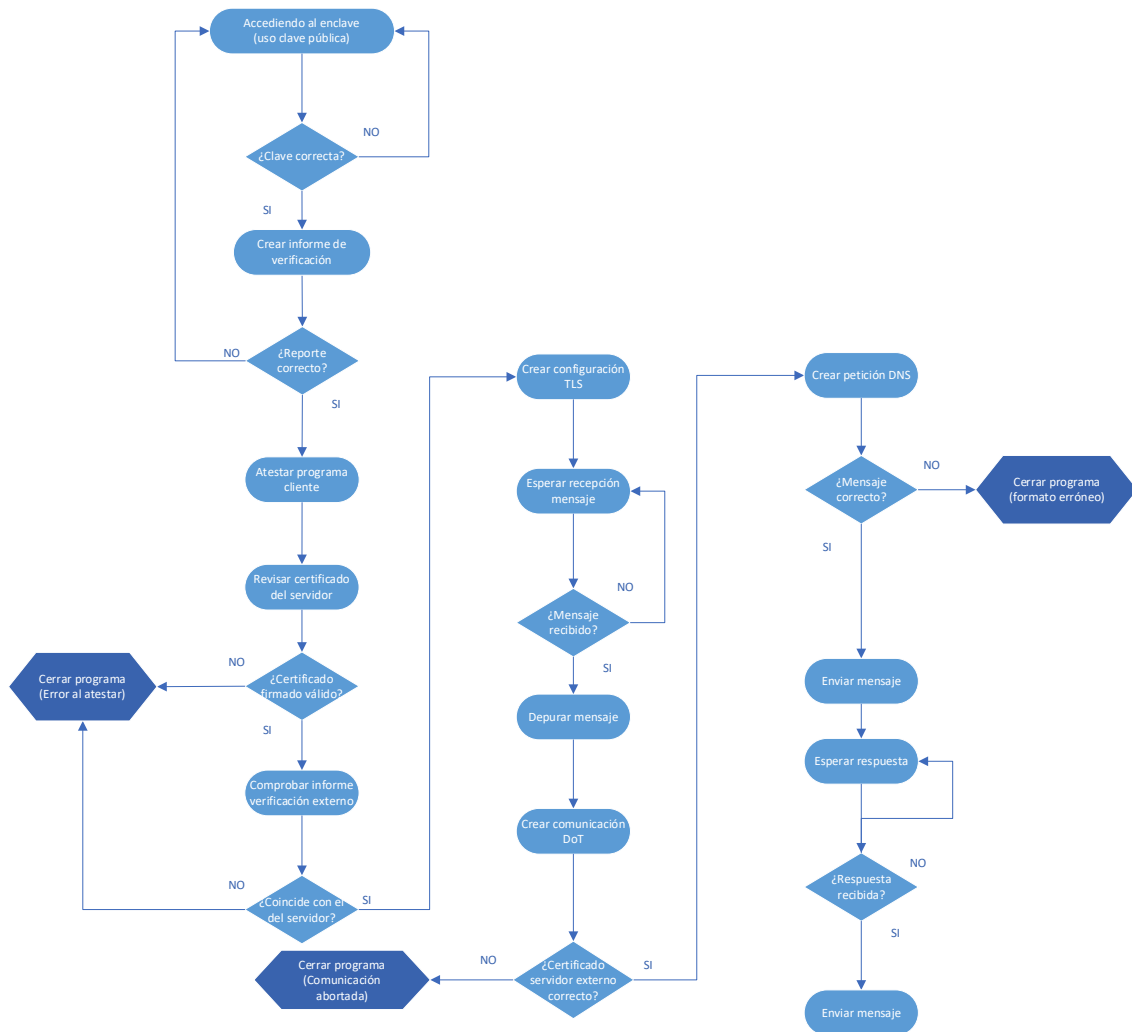 Accediendo al enclave
(uso clave pública)
NO
¿Clave correcta?
SI
Crear informe de
verificación
NO
¿Reporte
correcto?
SI
Atestar programa
cliente
Revisar certificado
del servidor
NO
¿Certificado
firmado válido?
Cerrar programa
(Error al atestar)
SI
Comprobar informe
verificación externo
NO
¿Coincide con el
del servidor?
SI
Crear configuración
TLS
Esperar recepción
mensaje
NO
¿Mensaje
recibido?
SI
Depurar mensaje
Crear comunicación
DoT
¿Certificado
servidor externo
correcto?
NO
Cerrar programa
(Comunicación
abortada)
SI
Crear petición DNS
¿Mensaje
correcto?
NO
Cerrar programa
(formato erróneo)
SI
Enviar mensaje
Esperar respuesta
NO
¿Respuesta
recibida?
SI
Enviar mensaje